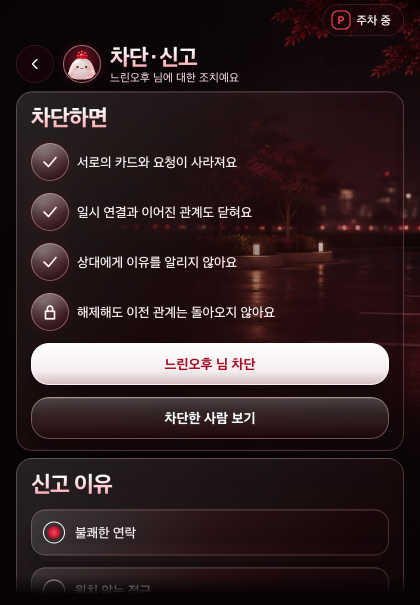 P 주차 중
차단·신고
느린오후 님에 대한 조치예요
차단하면
서로의 카드와 요청이 사라져요
일시 연결과 이어진 관계도 닫혀요
상대에게 이유를 알리지 않아요
해제해도 이전 관계는 돌아오지 않아요
느린오후 님 차단
차단한 사람 보기
신고 이유
불쾌한 연락